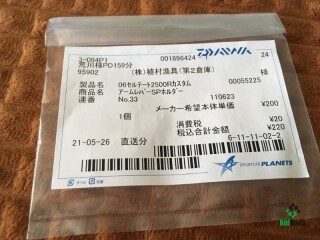 3-094P1 001896424 DAIWA 24
荒川様PD159分
95902 (株)植村漁具(第2倉庫) 様
製品名 06セルテート2500Rカスタム 00055225
商品名 アームレバーSPホルダー
連番 No.33 110623
メーカー希望本体単価 ¥200
1個
消費税 ¥20
税込合計金額 ¥220
21-05-26 直送分 6-11-11-02-2
SPORTLIFE PLANETS